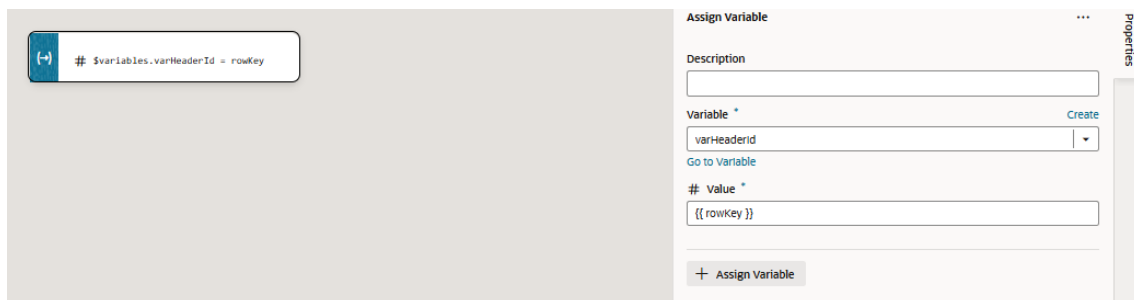 (→) # $variables.varHeaderId = rowKey
Assign Variable
...
Properties
Description
Variable *
Create
varHeaderId
Go to Variable
# Value *
{{ rowKey }}
+ Assign Variable